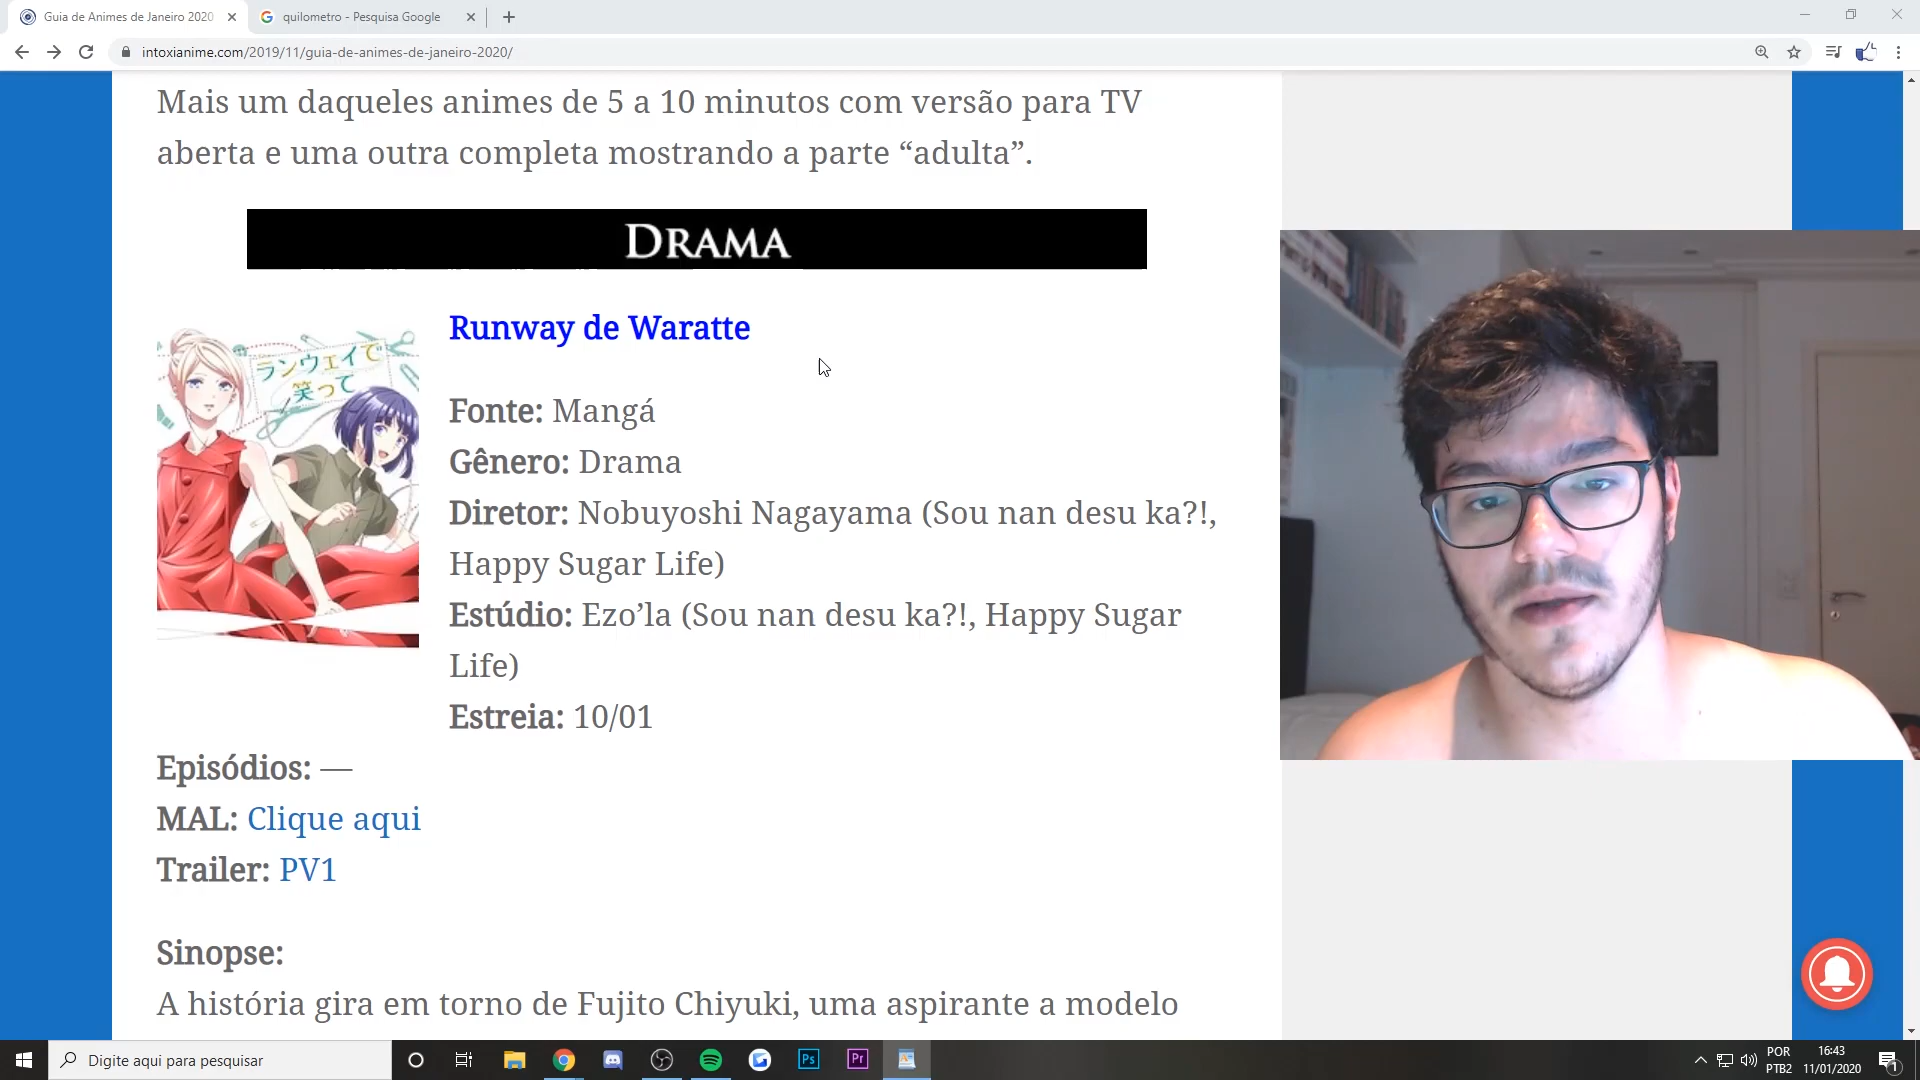 Guia de Animes de Janeiro 2020
quilometro - Pesquisa Google
intoxianime.com/2019/11/guia-de-animes-de-janeiro-2020/
Mais um daqueles animes de 5 a 10 minutos com versão para TV
aberta e uma outra completa mostrando a parte “adulta”.
DRAMA
ランウェイで
笑って
Runway de Waratte
Fonte: Mangá
Gênero: Drama
Diretor: Nobuyoshi Nagayama (Sou nan desu ka?!,
Happy Sugar Life)
Estúdio: Ezo’la (Sou nan desu ka?!, Happy Sugar
Life)
Estreia: 10/01
Episódios: —
MAL: Clique aqui
Trailer: PV1
Sinopse:
A história gira em torno de Fujito Chiyuki, uma aspirante a modelo
Digite aqui para pesquisar
Ps
Pr
POR
PTB2
16:43
11/01/2020
1